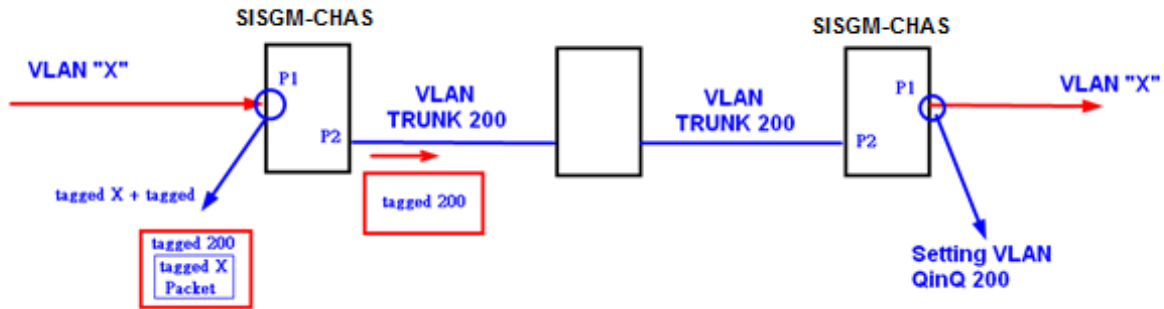 SISGM-CHAS
SISGM-CHAS
VLAN "X"
P1
VLAN
TRUNK 200
VLAN
TRUNK 200
P1
VLAN "X"
P2
P2
tagged X + tagged
tagged 200
tagged 200
tagged X
Packet
Setting VLAN
QinQ 200